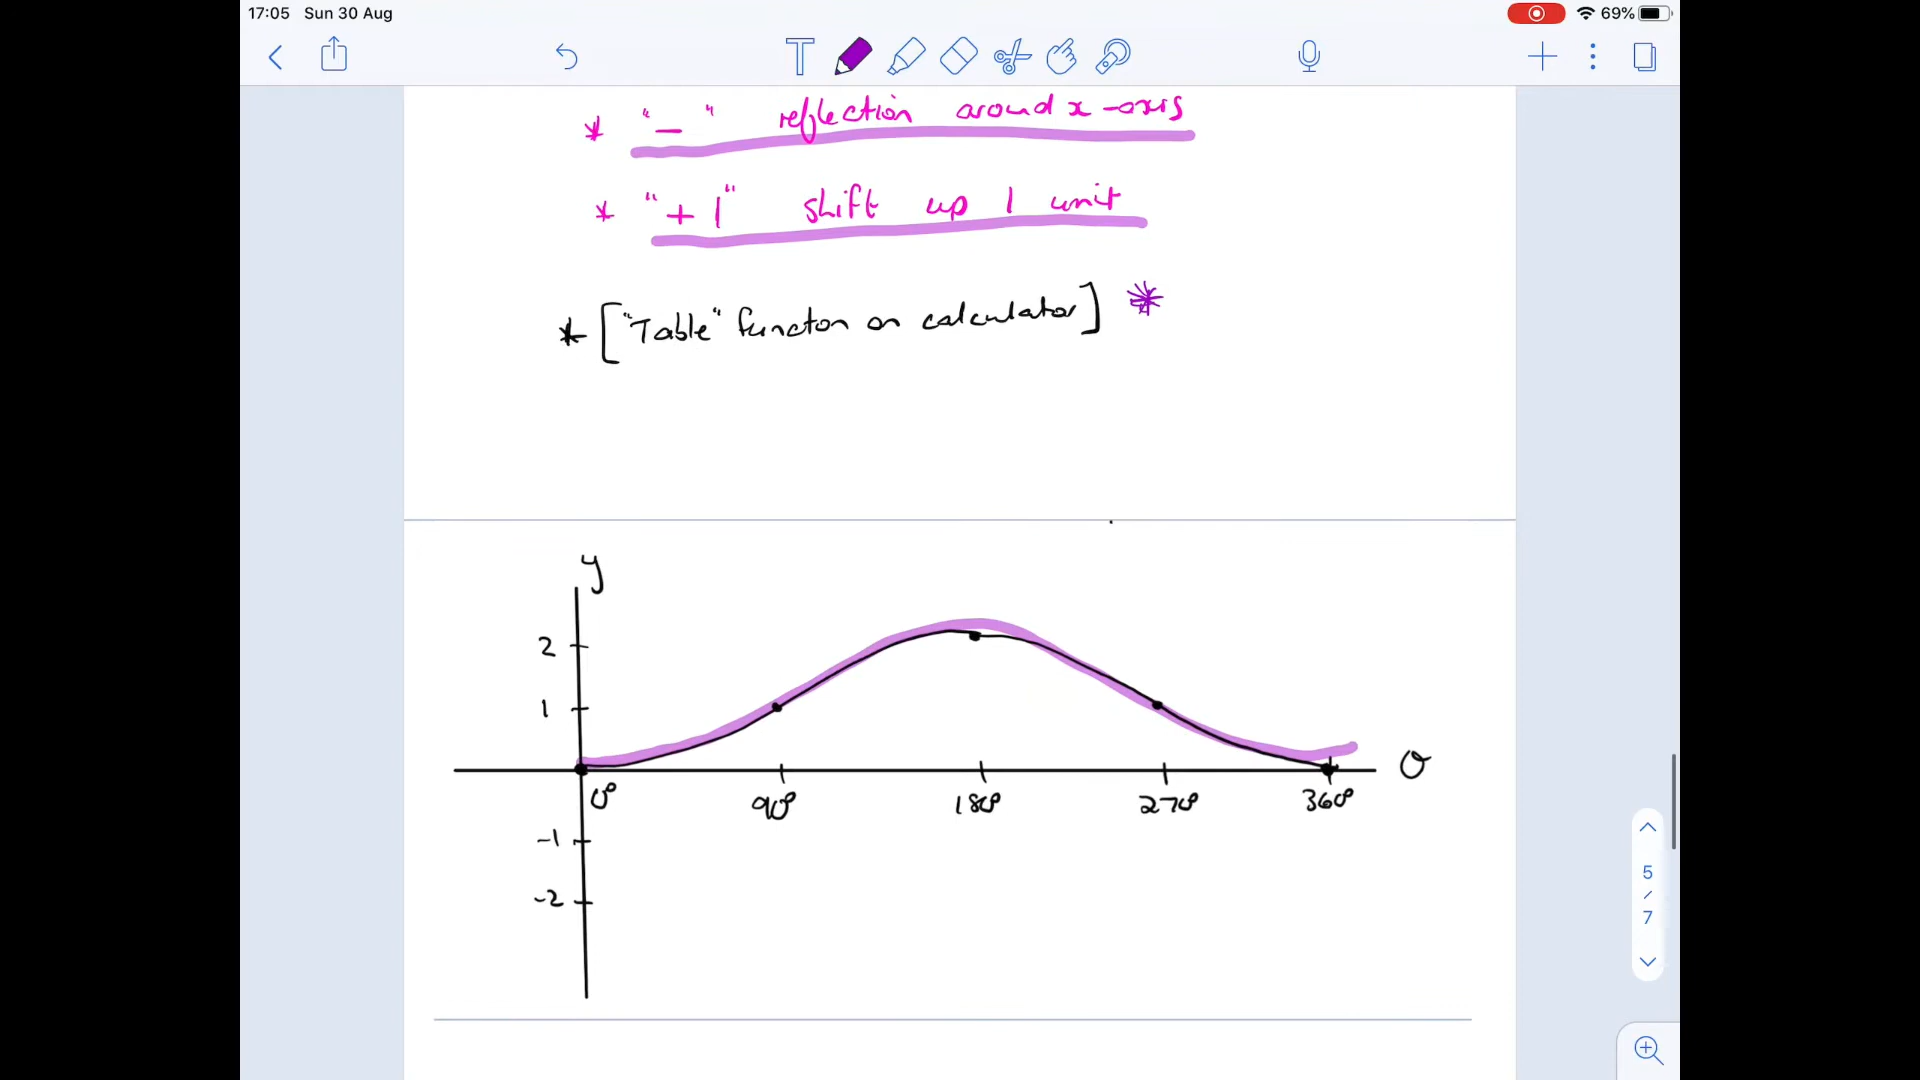 17:05 Sun 30 Aug 69%
T
* "–" reflection around x-axis
* "+1" shift up 1 unit
* ["Table" functon on calculator] *
y
2
1
θ
0° 90° 180° 270° 360°
-1
-2
5
/
7